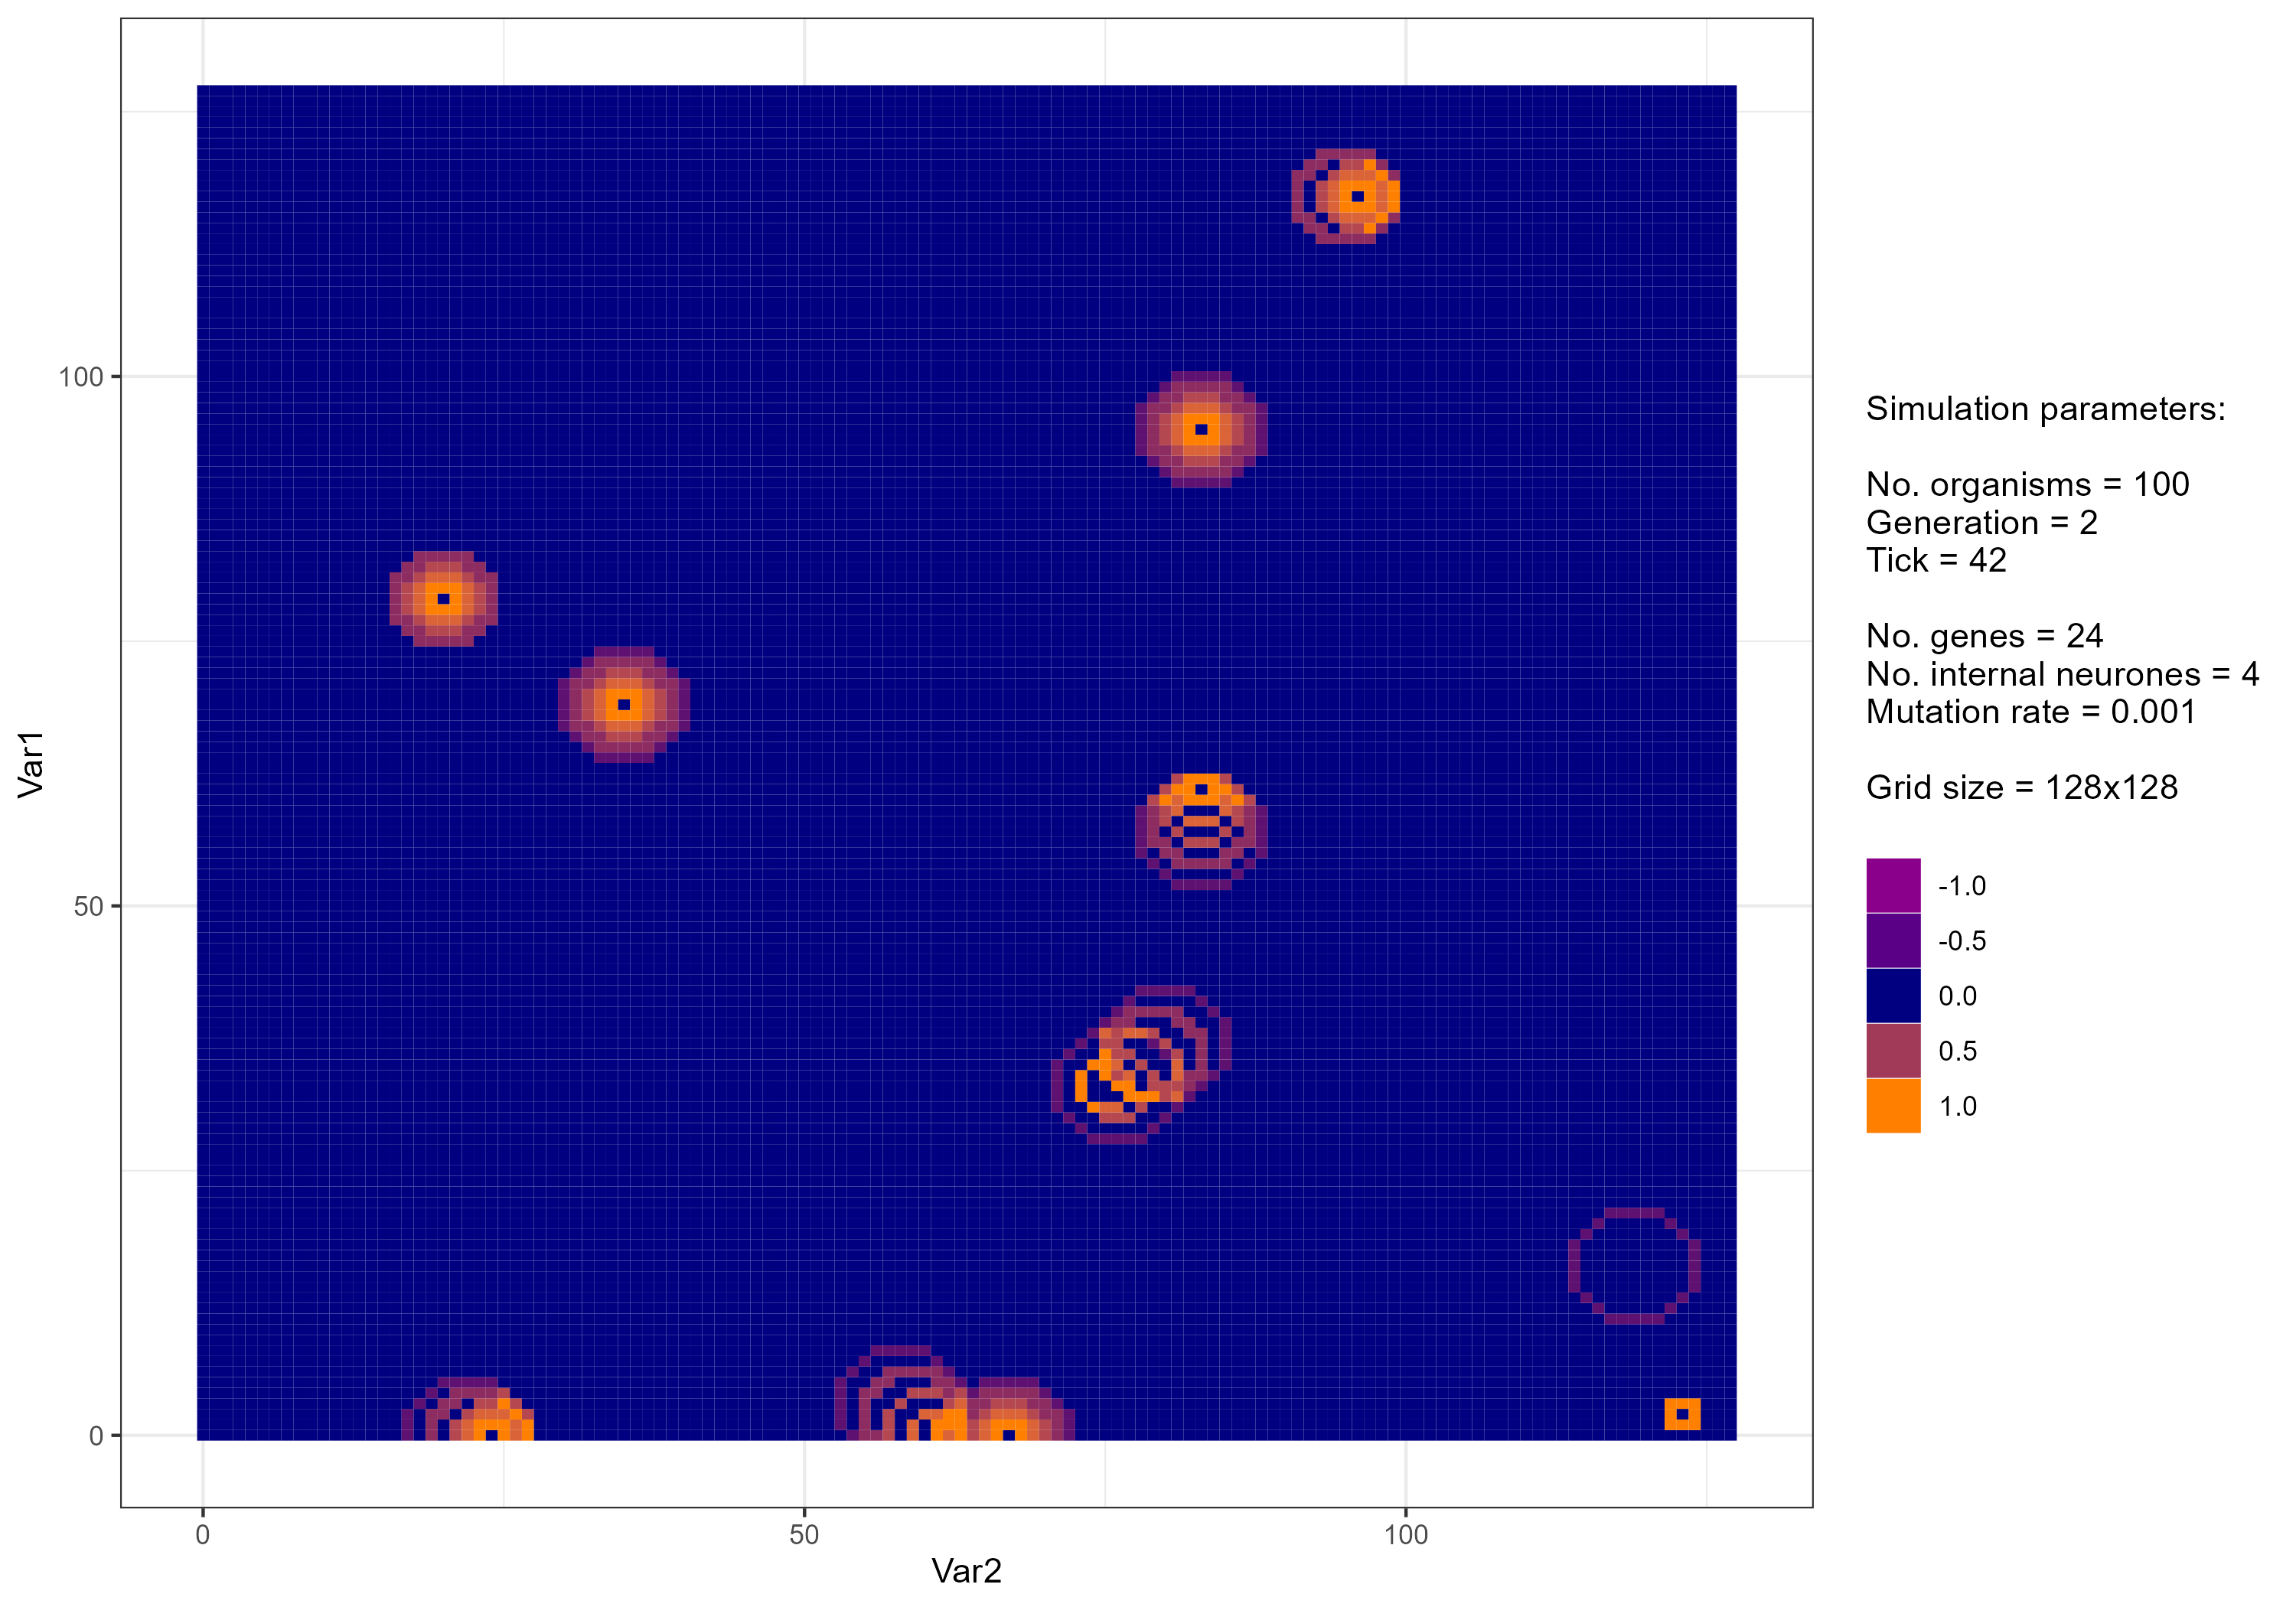 100
50
0
0
50
100
Var1
Var2
Simulation parameters:
No. organisms = 100
Generation = 2
Tick = 42
No. genes = 24
No. internal neurones = 4
Mutation rate = 0.001
Grid size = 128x128
-1.0
-0.5
0.0
0.5
1.0